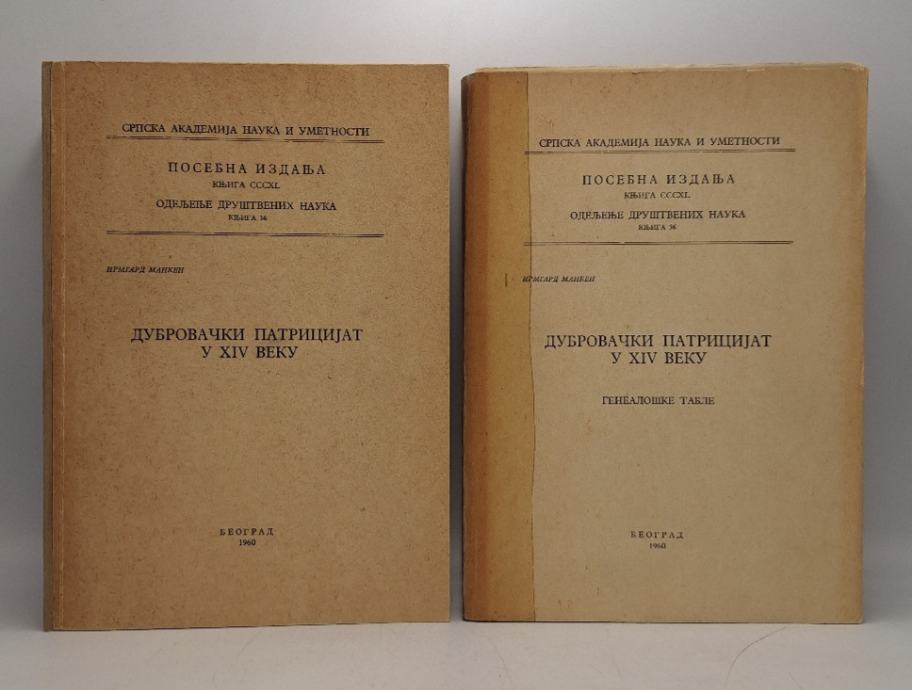 СРПСКА АКАДЕМИЈА НАУКА И УМЕТНОСТИ
ПОСЕБНА ИЗДАЊА
КЊИГА CCCXL
ОДЕЉЕЊЕ ДРУШТВЕНИХ НАУКА
КЊИГА 36
ИРМГАРД МАНКЕН
ДУБРОВАЧКИ ПАТРИЦИЈАТ
У XIV ВЕКУ
БЕОГРАД
1960
СРПСКА АКАДЕМИЈА НАУКА И УМЕТНОСТИ
ПОСЕБНА ИЗДАЊА
КЊИГА CCCXL
ОДЕЉЕЊЕ ДРУШТВЕНИХ НАУКА
КЊИГА 36
ИРМГАРД МАНКЕН
ДУБРОВАЧКИ ПАТРИЦИЈАТ
У XIV ВЕКУ
ГЕНЕАЛОШКЕ ТАБЛЕ
БЕОГРАД
1960